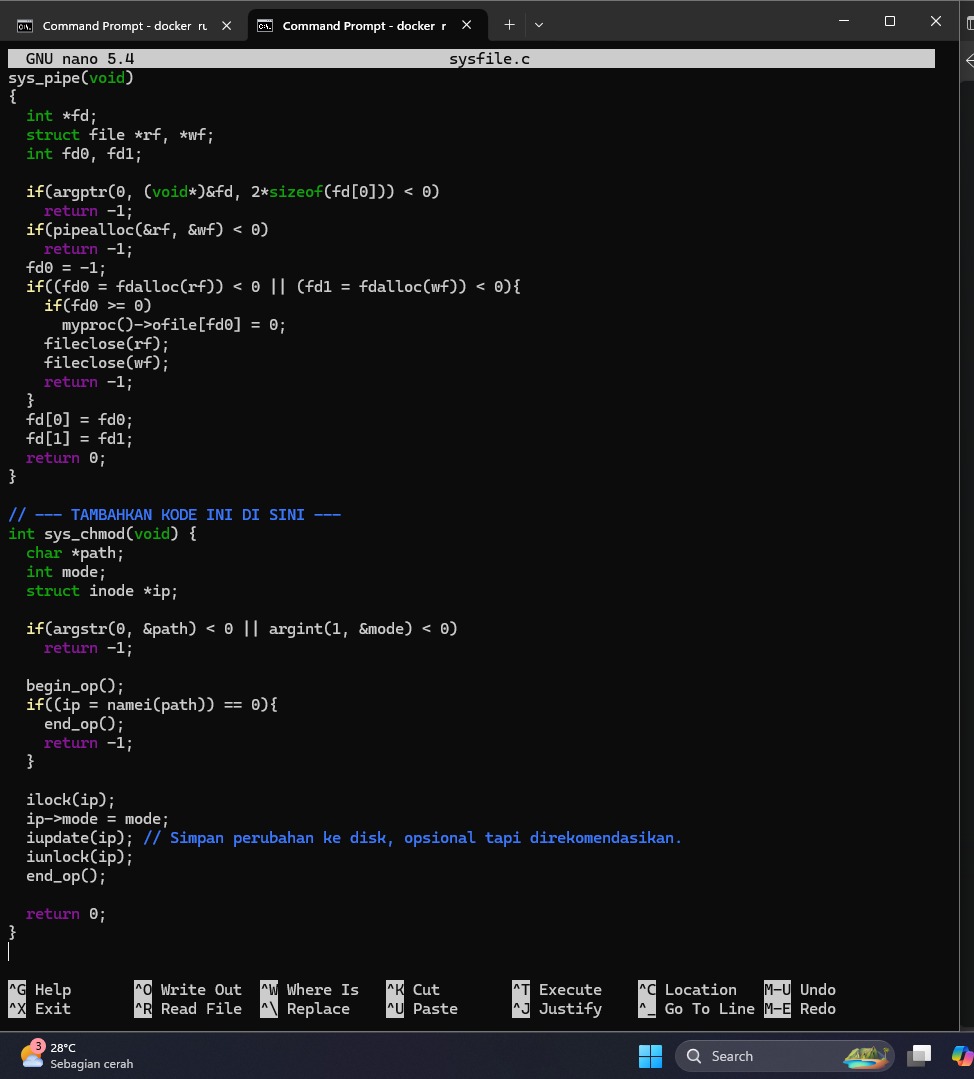 Command Prompt - docker ru
Command Prompt - docker r
GNU nano 5.4 sysfile.c
sys_pipe(void)
{
  int *fd;
  struct file *rf, *wf;
  int fd0, fd1;
  if(argptr(0, (void*)&fd, 2*sizeof(fd[0])) < 0)
    return -1;
  if(pipealloc(&rf, &wf) < 0)
    return -1;
  fd0 = -1;
  if((fd0 = fdalloc(rf)) < 0 || (fd1 = fdalloc(wf)) < 0){
    if(fd0 >= 0)
      myproc()->ofile[fd0] = 0;
    fileclose(rf);
    fileclose(wf);
    return -1;
  }
  fd[0] = fd0;
  fd[1] = fd1;
  return 0;
}
// --- TAMBAHKAN KODE INI DI SINI ---
int sys_chmod(void) {
  char *path;
  int mode;
  struct inode *ip;
  if(argstr(0, &path) < 0 || argint(1, &mode) < 0)
    return -1;
  begin_op();
  if((ip = namei(path)) == 0){
    end_op();
    return -1;
  }
  ilock(ip);
  ip->mode = mode;
  iupdate(ip); // Simpan perubahan ke disk, opsional tapi direkomendasikan.
  iunlock(ip);
  end_op();
  return 0;
}
^G Help ^O Write Out ^W Where Is ^K Cut ^T Execute ^C Location M-U Undo
^X Exit ^R Read File ^\ Replace ^U Paste ^J Justify ^_ Go To Line M-E Redo
3
28°C
Sebagian cerah
Search